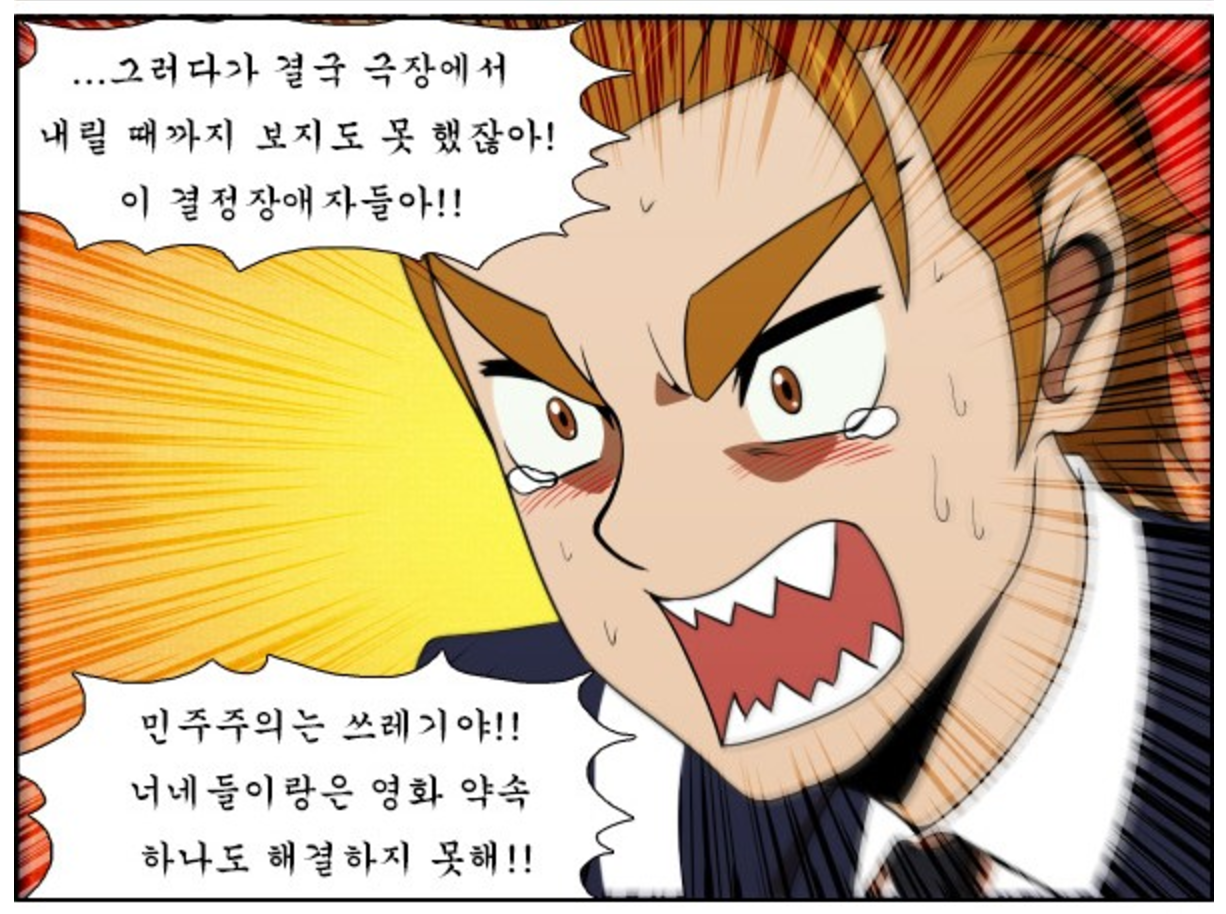 ...그러다가 결국 극장에서
내릴 때까지 보지도 못 했잖아!
이 결정장애자들아!!
민주주의는 쓰레기야!!
너네들이랑은 영화 약속
하나도 해결하지 못해!!